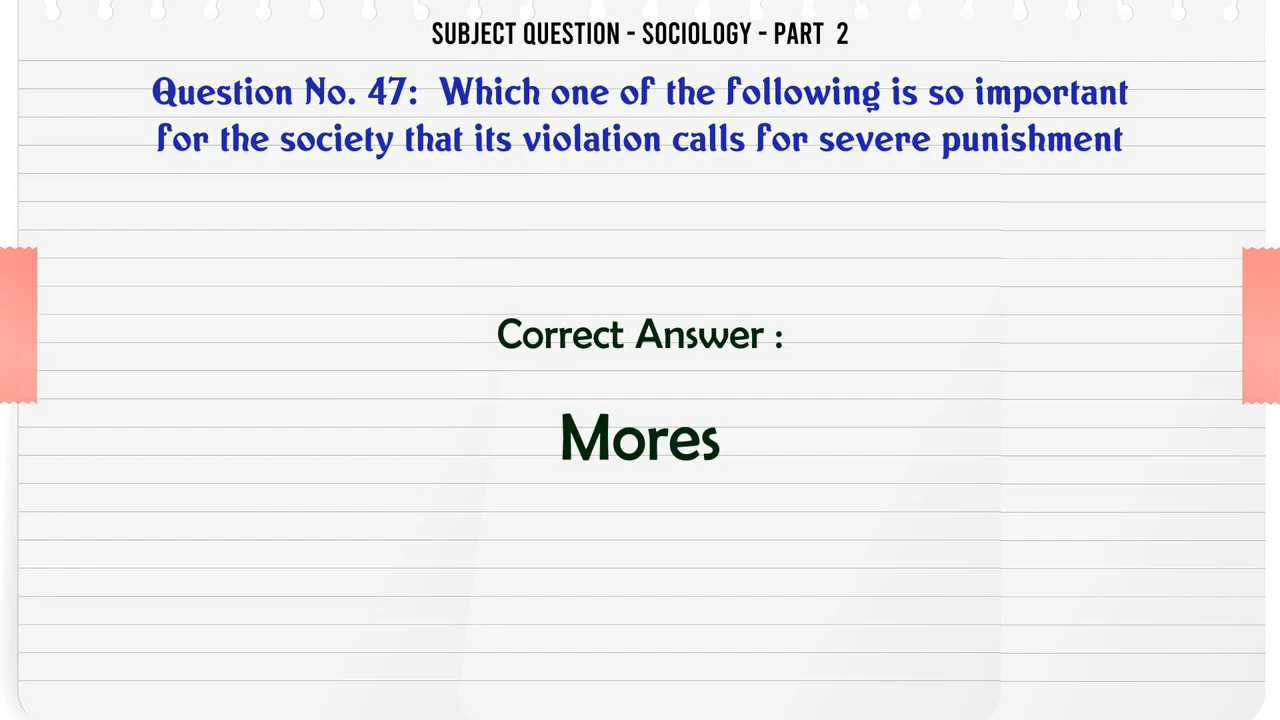 SUBJECT QUESTION - SOCIOLOGY - PART 2
Question No. 47: Which one of the following is so important
for the society that its violation calls for severe punishment
Correct Answer :
Mores